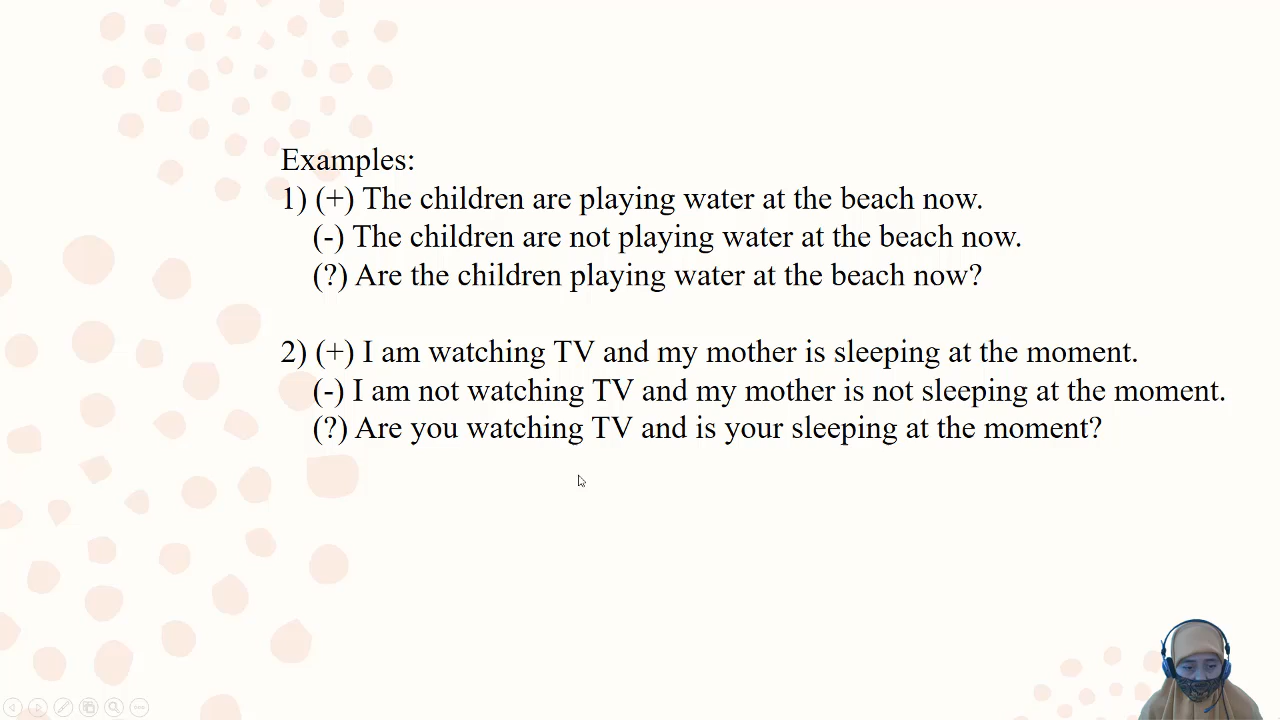 Examples:
1) (+) The children are playing water at the beach now.
(-) The children are not playing water at the beach now.
(?) Are the children playing water at the beach now?
2) (+) I am watching TV and my mother is sleeping at the moment.
(-) I am not watching TV and my mother is not sleeping at the moment.
(?) Are you watching TV and is your sleeping at the moment?